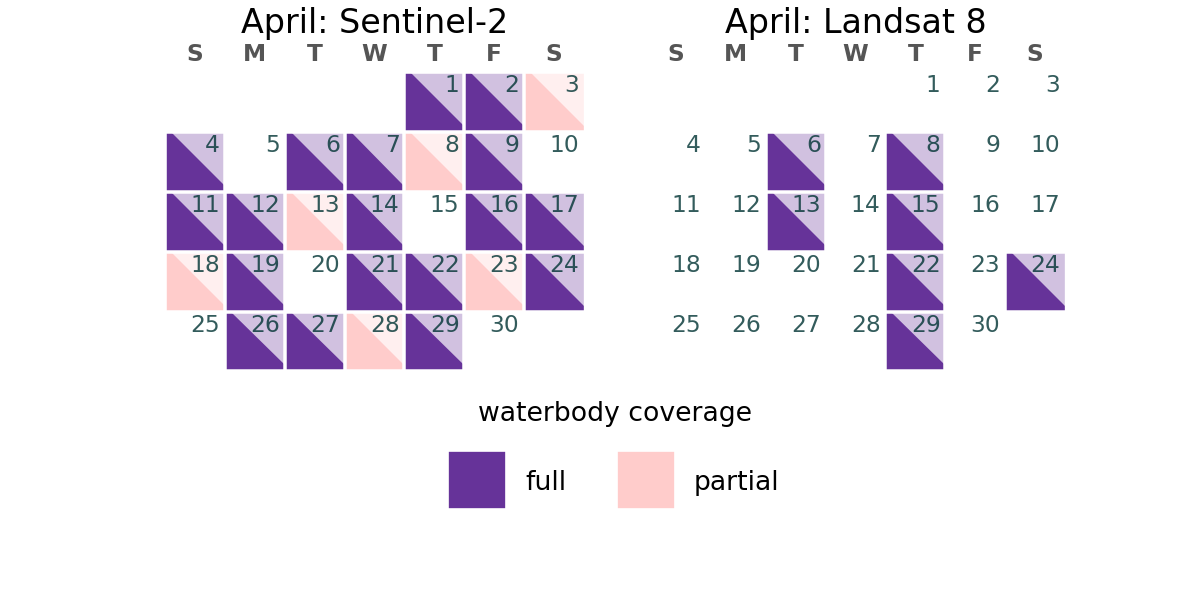 April: Sentinel-2
S M T W T F S
1 2 3
4 5 6 7 8 9 10
11 12 13 14 15 16 17
18 19 20 21 22 23 24
25 26 27 28 29 30
April: Landsat 8
S M T W T F S
1 2 3
4 5 6 7 8 9 10
11 12 13 14 15 16 17
18 19 20 21 22 23 24
25 26 27 28 29 30
waterbody coverage
full
partial